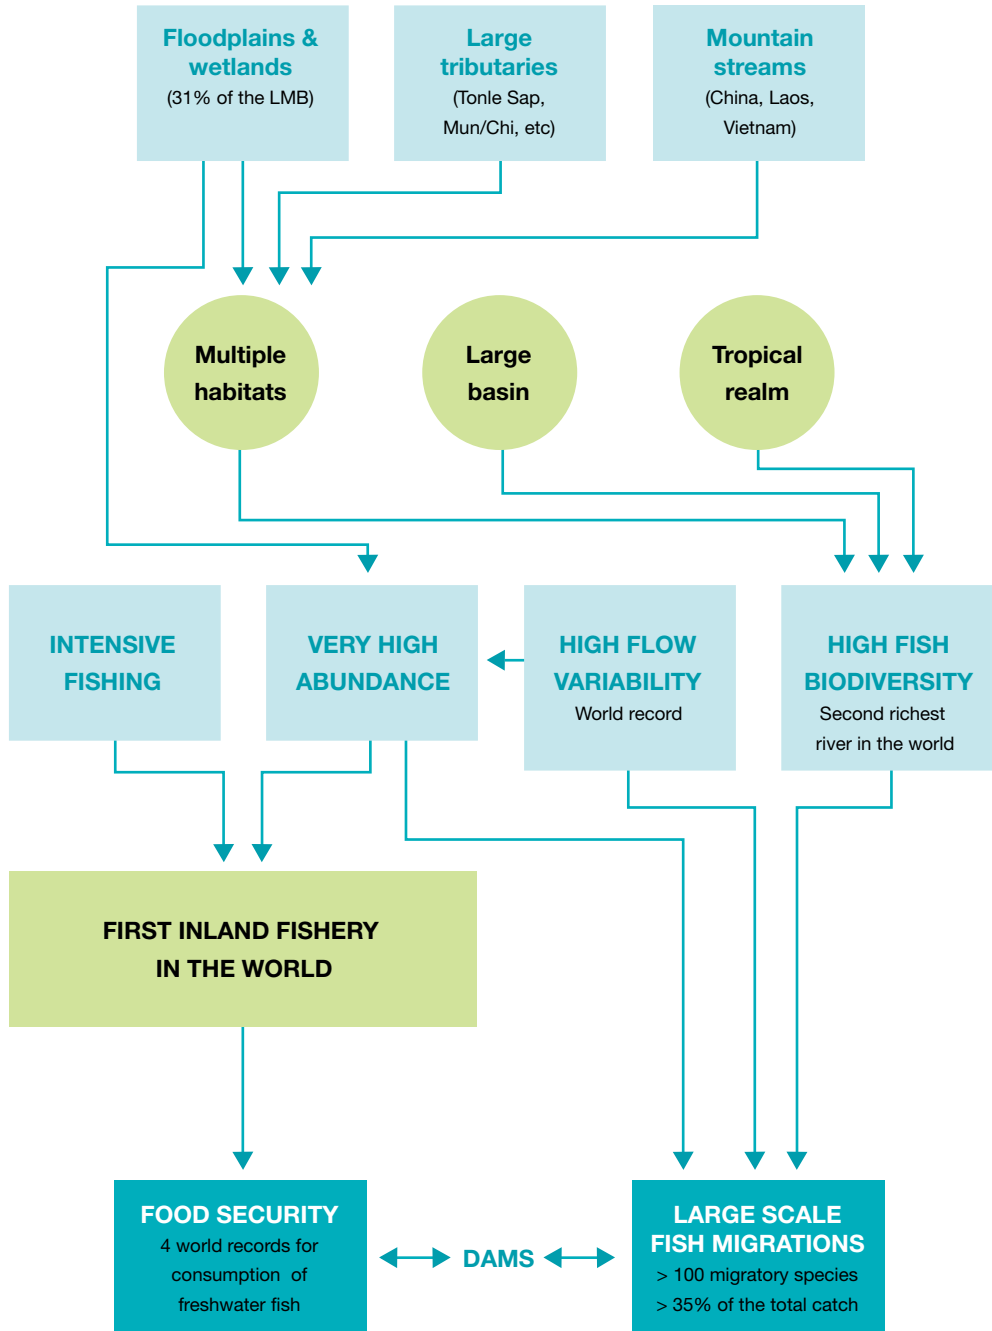 Floodplains &
wetlands
(31% of the LMB)
Large
tributaries
(Tonle Sap,
Mun/Chi, etc)
Mountain
streams
(China, Laos,
Vietnam)
Multiple
habitats
Large
basin
Tropical
realm
INTENSIVE
FISHING
VERY HIGH
ABUNDANCE
HIGH FLOW
VARIABILITY
World record
HIGH FISH
BIODIVERSITY
Second richest
river in the world
FIRST INLAND FISHERY
IN THE WORLD
FOOD SECURITY
4 world records for
consumption of
freshwater fish
DAMS
LARGE SCALE
FISH MIGRATIONS
> 100 migratory species
> 35% of the total catch